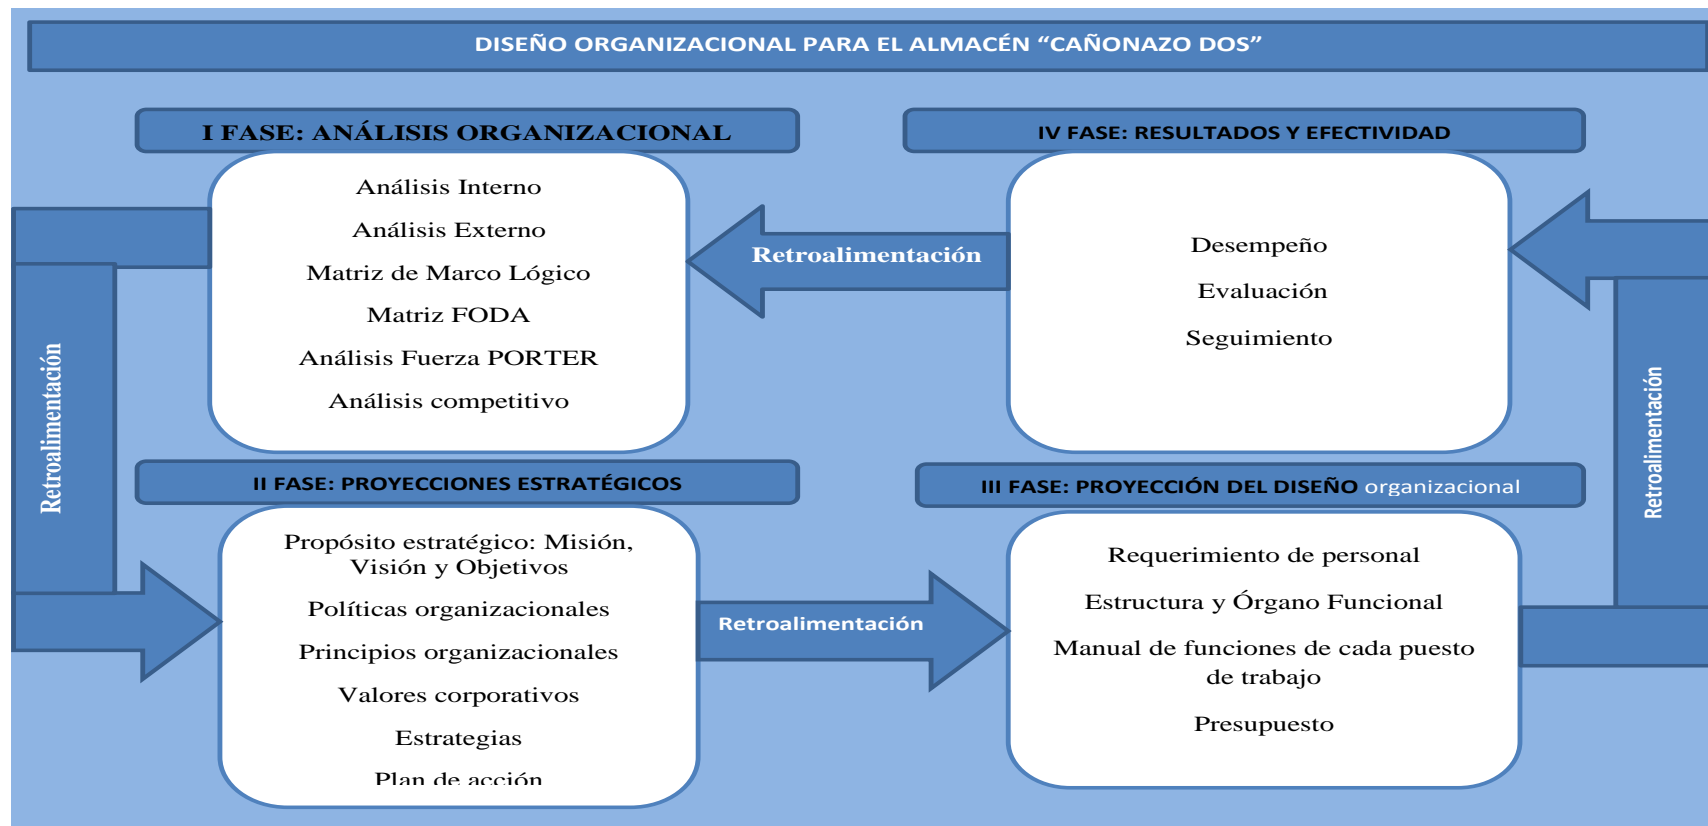 DISEÑO ORGANIZACIONAL PARA EL ALMACÉN “CAÑONAZO DOS”
I FASE: ANÁLISIS ORGANIZACIONAL
Análisis Interno
Análisis Externo
Matriz de Marco Lógico
Matriz FODA
Análisis Fuerza PORTER
Análisis competitivo
Retroalimentación
II FASE: PROYECCIONES ESTRATÉGICOS
Propósito estratégico: Misión,
Visión y Objetivos
Políticas organizacionales
Principios organizacionales
Valores corporativos
Estrategias
Plan de acción
Retroalimentación
III FASE: PROYECCIÓN DEL DISEÑO organizacional
Requerimiento de personal
Estructura y Órgano Funcional
Manual de funciones de cada puesto
de trabajo
Presupuesto
Retroalimentación
IV FASE: RESULTADOS Y EFECTIVIDAD
Desempeño
Evaluación
Seguimiento
Retroalimentación